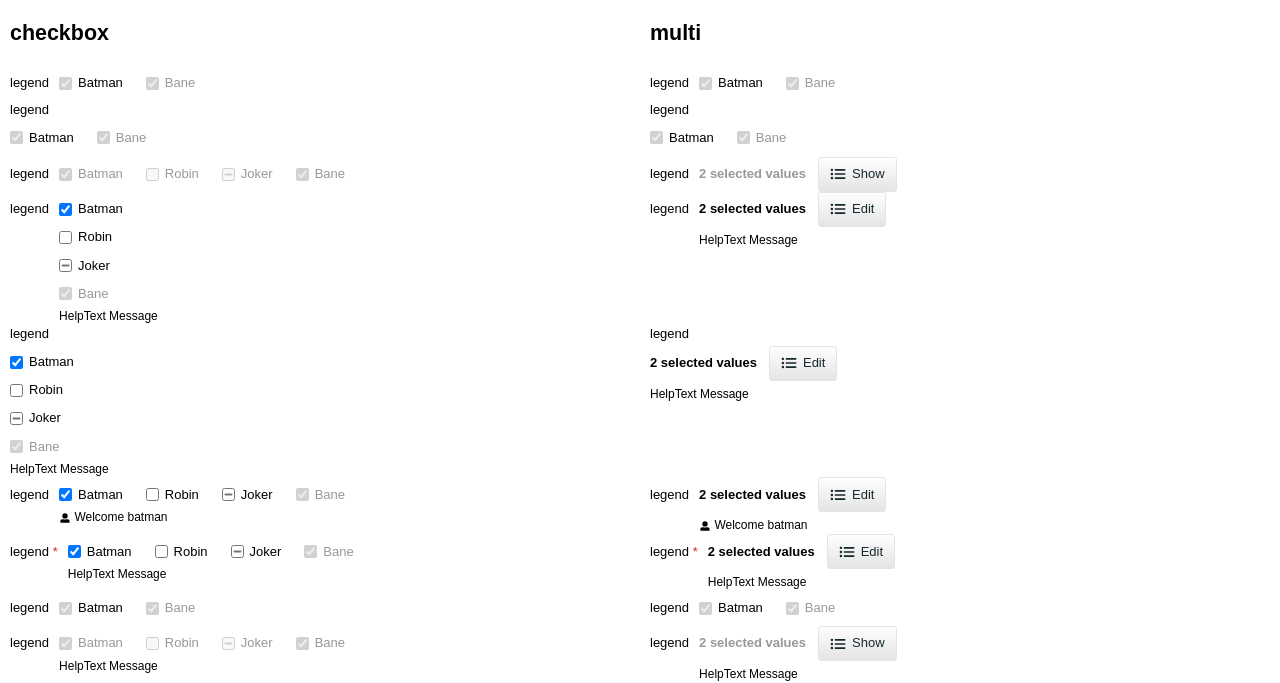 checkbox
legend Batman Bane
legend
Batman Bane
legend Batman Robin Joker Bane
legend Batman
Robin
Joker
Bane
HelpText Message
legend
Batman
Robin
Joker
Bane
HelpText Message
legend Batman Robin Joker Bane
Welcome batman
legend * Batman Robin Joker Bane
HelpText Message
legend Batman Bane
legend Batman Robin Joker Bane
HelpText Message
multi
legend Batman Bane
legend
Batman Bane
legend 2 selected values Show
legend 2 selected values Edit
HelpText Message
legend
2 selected values Edit
HelpText Message
legend 2 selected values Edit
Welcome batman
legend * 2 selected values Edit
HelpText Message
legend Batman Bane
legend 2 selected values Show
HelpText Message